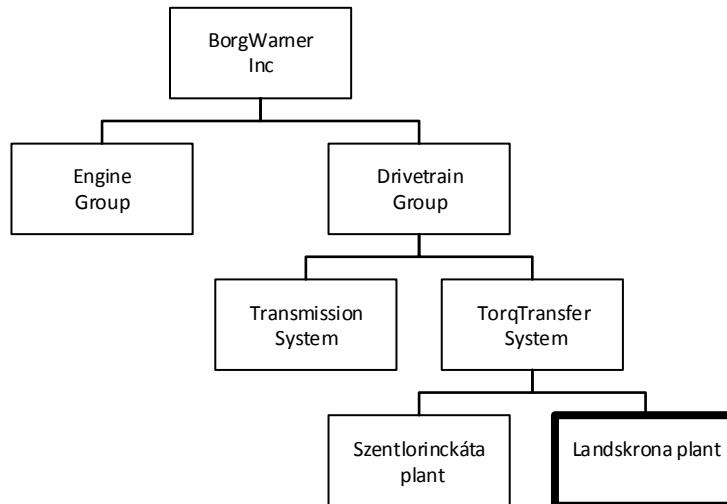 BorgWarner
Inc
Engine
Group
Drivetrain
Group
Transmission
System
TorqTransfer
System
Szentlorinckáta
plant
Landskrona plant